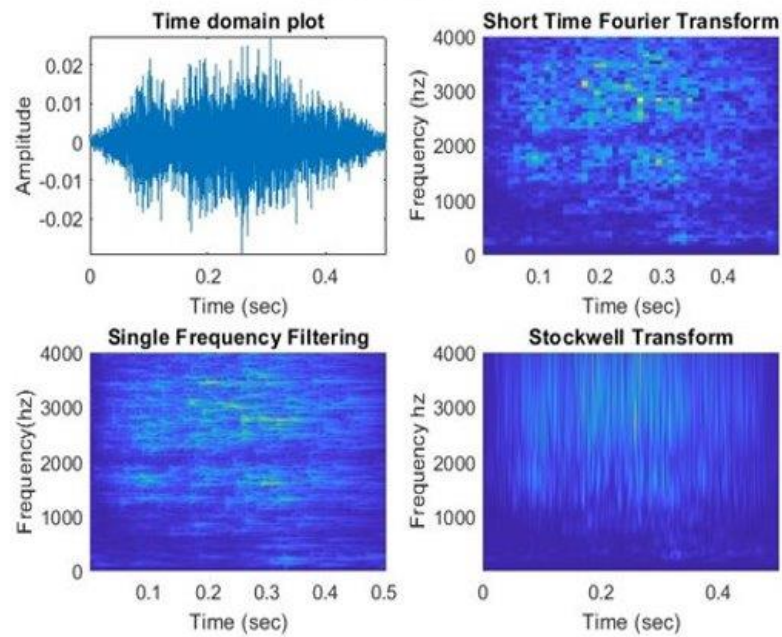 Time domain plot
0.02
0.01
0
-0.01
-0.02
Amplitude
0 0.2 0.4
Time (sec)
Short Time Fourier Transform
4000
3000
2000
1000
0
Frequency (hz)
0.1 0.2 0.3 0.4
Time (sec)
Single Frequency Filtering
4000
3000
2000
1000
0
Frequency(hz)
0.1 0.2 0.3 0.4 0.5
Time (sec)
Stockwell Transform
4000
3000
2000
1000
0
Frequency hz
0 0.2 0.4
Time (sec)